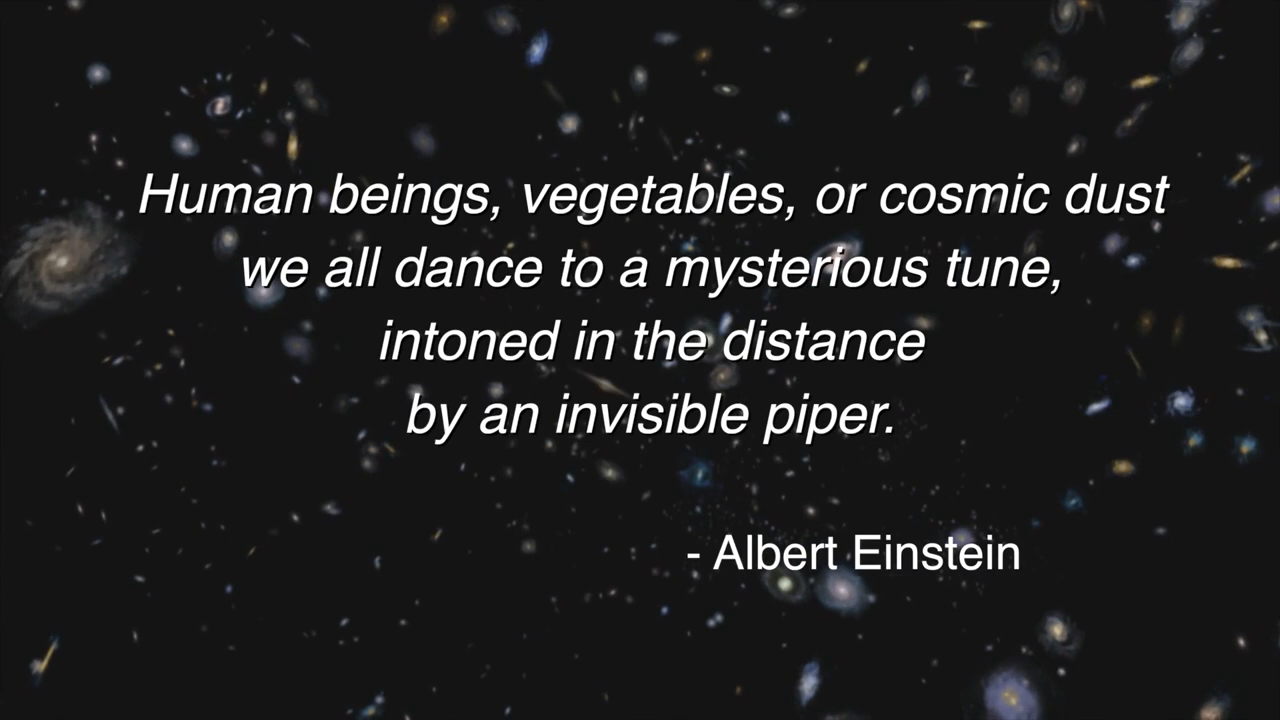 Human beings, vegetables, or cosmic dust
we all dance to a mysterious tune,
intoned in the distance
by an invisible piper.
- Albert Einstein